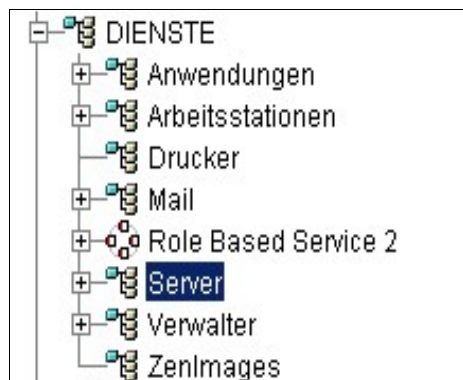 DIENSTE
Anwendungen
Arbeitsstationen
Drucker
Mail
Role Based Service 2
Server
Verwalter
ZenImages